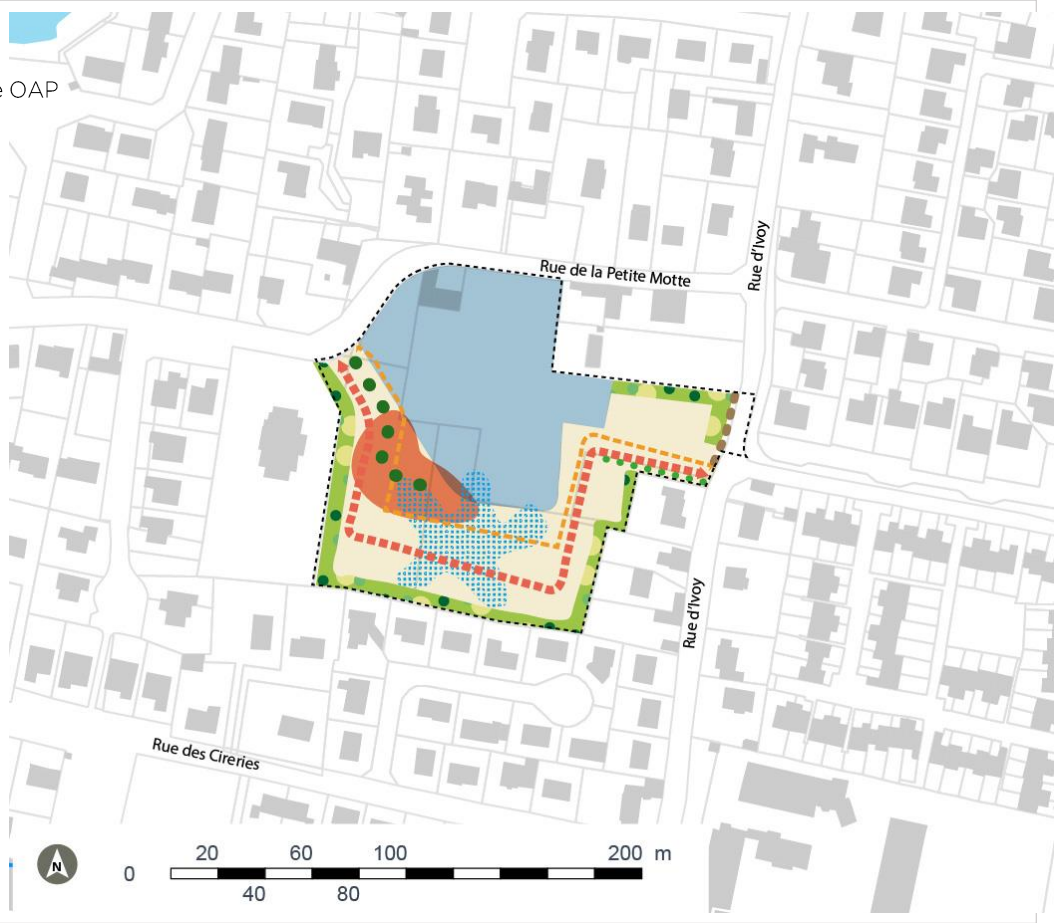 e OAP
Rue de la Petite Motte
Rue d'Ivoy
Rue d'Ivoy
Rue des Cireries
N
0 20 40 60 80 100 200 m